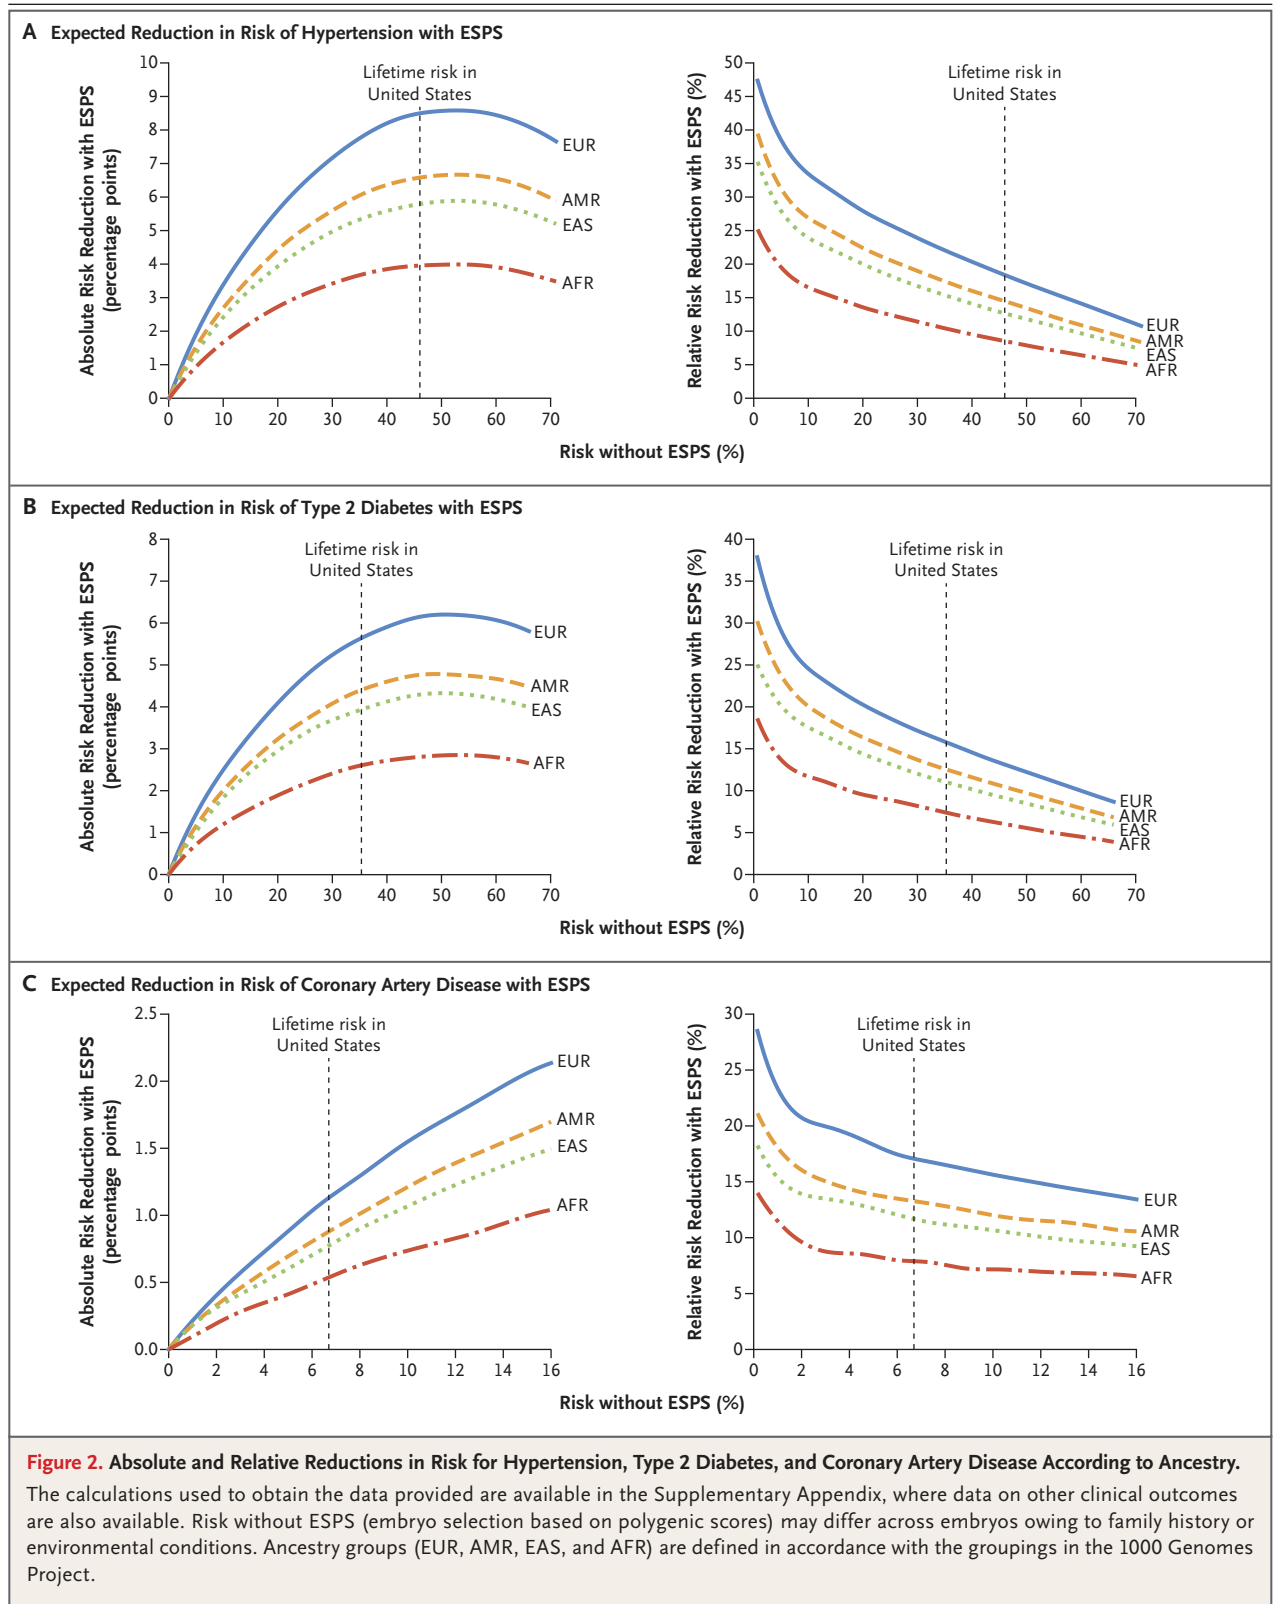 A Expected Reduction in Risk of Hypertension with ESPS
Absolute Risk Reduction with ESPS
(percentage points)
10
9
8
7
6
5
4
3
2
1
0
Lifetime risk in
United States
EUR
AMR
EAS
AFR
0 10 20 30 40 50 60 70
Relative Risk Reduction with ESPS (%)
50
45
40
35
30
25
20
15
10
5
0
Lifetime risk in
United States
EUR
AMR
EAS
AFR
0 10 20 30 40 50 60 70
Risk without ESPS (%)
B Expected Reduction in Risk of Type 2 Diabetes with ESPS
Absolute Risk Reduction with ESPS
(percentage points)
8
7
6
5
4
3
2
1
0
Lifetime risk in
United States
EUR
AMR
EAS
AFR
0 10 20 30 40 50 60 70
Relative Risk Reduction with ESPS (%)
40
35
30
25
20
15
10
5
0
Lifetime risk in
United States
EUR
AMR
EAS
AFR
0 10 20 30 40 50 60 70
Risk without ESPS (%)
C Expected Reduction in Risk of Coronary Artery Disease with ESPS
Absolute Risk Reduction with ESPS
(percentage points)
2.5
2.0
1.5
1.0
0.5
0.0
Lifetime risk in
United States
EUR
AMR
EAS
AFR
0 2 4 6 8 10 12 14 16
Relative Risk Reduction with ESPS (%)
30
25
20
15
10
5
0
Lifetime risk in
United States
EUR
AMR
EAS
AFR
0 2 4 6 8 10 12 14 16
Risk without ESPS (%)
Figure 2. Absolute and Relative Reductions in Risk for Hypertension, Type 2 Diabetes, and Coronary Artery Disease According to Ancestry.
The calculations used to obtain the data provided are available in the Supplementary Appendix, where data on other clinical outcomes
are also available. Risk without ESPS (embryo selection based on polygenic scores) may differ across embryos owing to family history or
environmental conditions. Ancestry groups (EUR, AMR, EAS, and AFR) are defined in accordance with the groupings in the 1000 Genomes
Project.